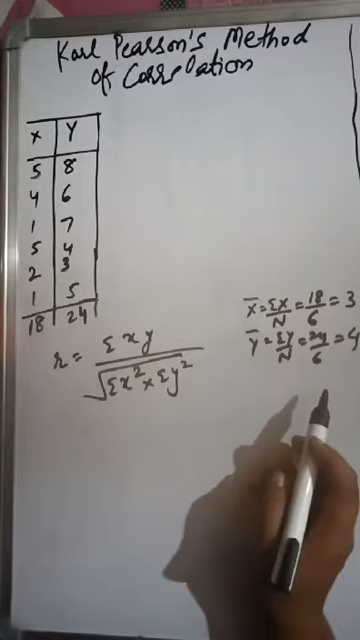 Karl Pearson's Method
of Correlation
X Y
5 8
4 6
1 7
5 4
2 3
1 5
18 24
r = Σxy / √Σx² × Σy²
X̄ = ΣX/N = 18/6 = 3
Ȳ = ΣY/N = 24/6 = 4